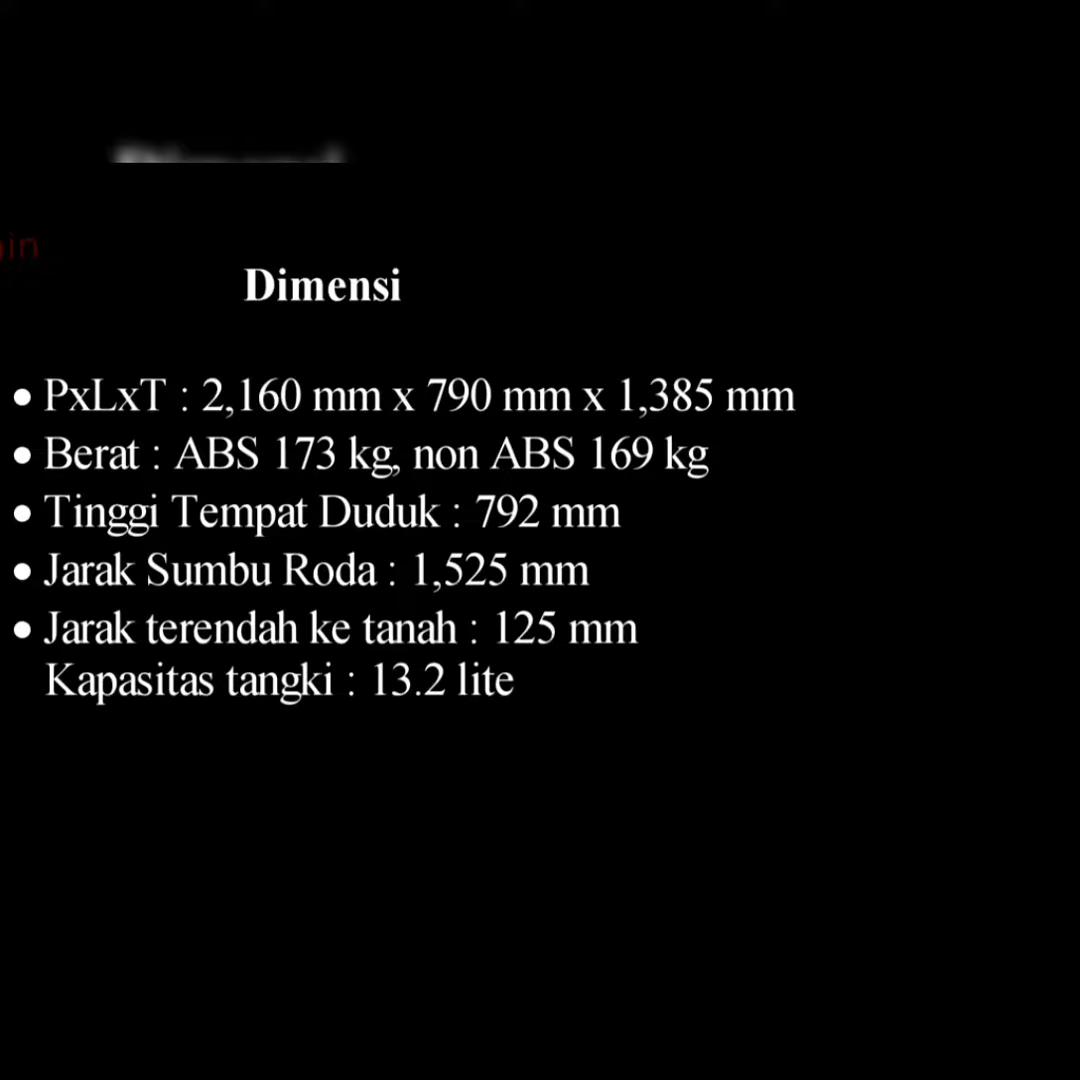 Dimensi
• PxLxT : 2,160 mm x 790 mm x 1,385 mm
• Berat : ABS 173 kg, non ABS 169 kg
• Tinggi Tempat Duduk : 792 mm
• Jarak Sumbu Roda : 1,525 mm
• Jarak terendah ke tanah : 125 mm
Kapasitas tangki : 13.2 lite